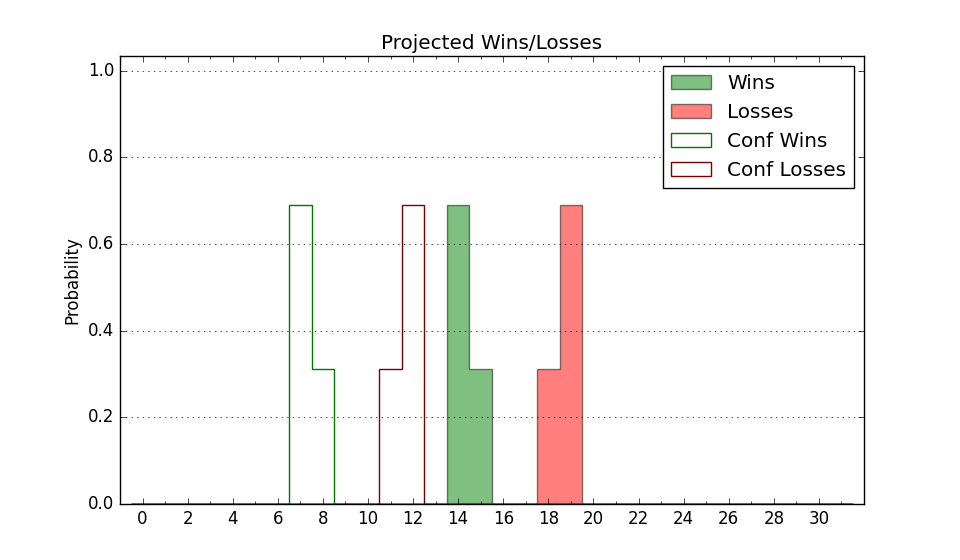 Projected Wins/Losses
1.0
0.8
0.6
0.4
0.2
0.0
Probability
Wins
Losses
Conf Wins
Conf Losses
0 2 4 6 8 10 12 14 16 18 20 22 24 26 28 30